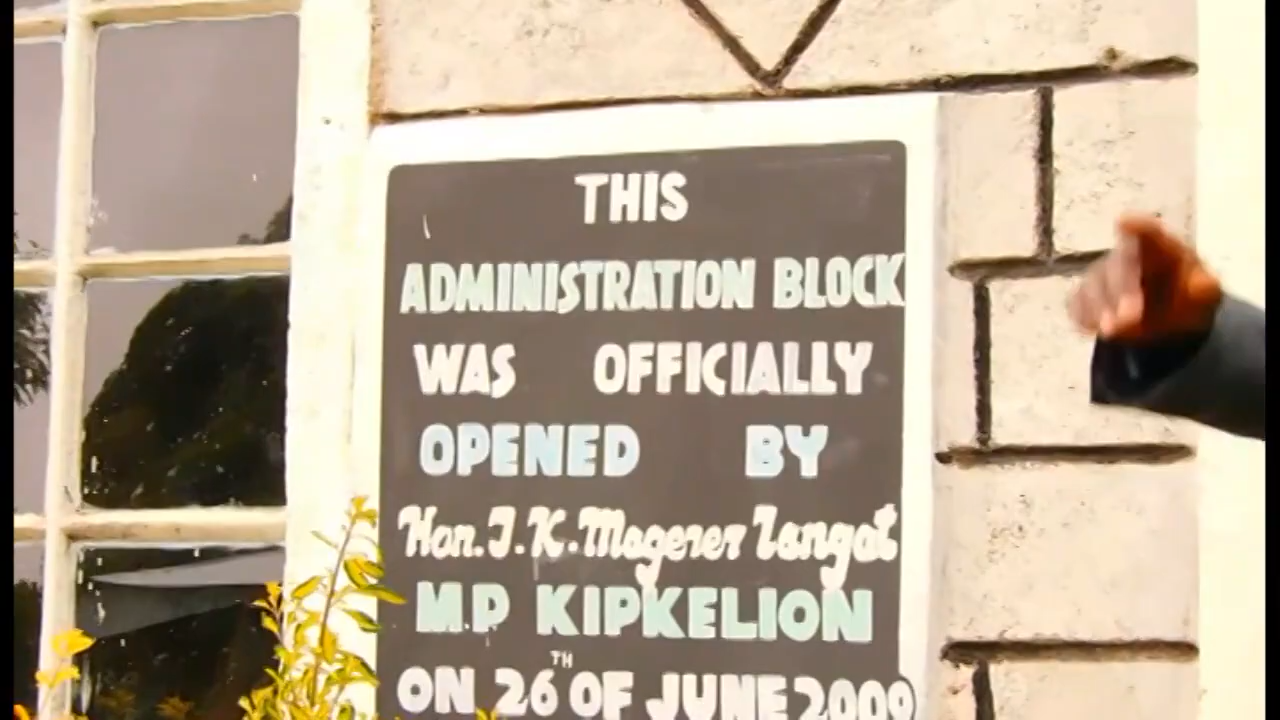 THIS
ADMINISTRATION BLOCK
WAS OFFICIALLY
OPENED BY
Hon. J. K. Magerer Langat
M.P KIPKELION
ON 26TH OF JUNE 2009